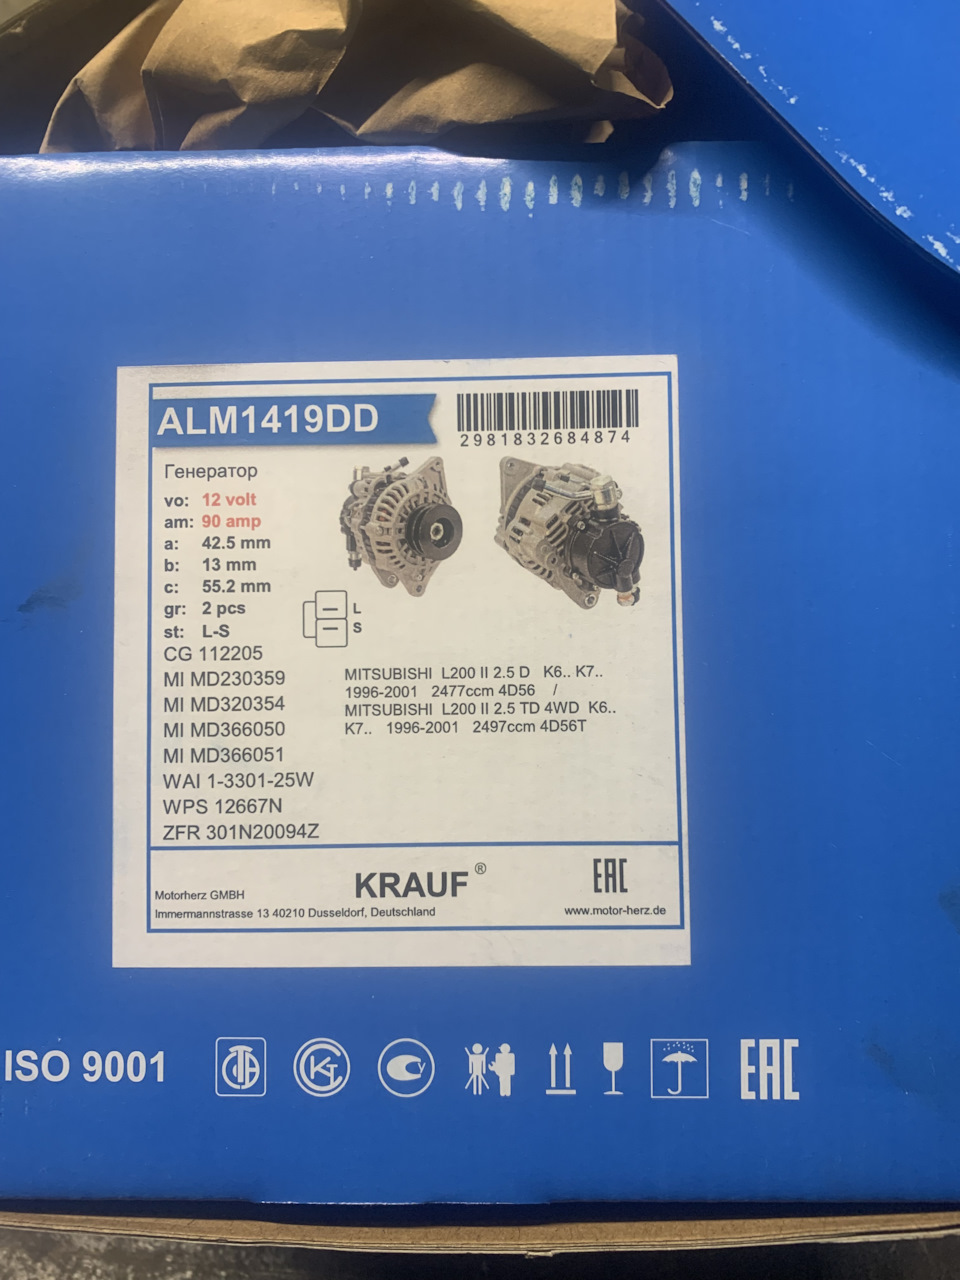 ALM1419DD
2981832684874
Генератор
vo: 12 volt
am: 90 amp
a: 42.5 mm
b: 13 mm
c: 55.2 mm
gr: 2 pcs
st: L-S
L
S
CG 112205
MI MD230359
MI MD320354
MI MD366050
MI MD366051
WAI 1-3301-25W
WPS 12667N
ZFR 301N20094Z
MITSUBISHI L200 II 2.5 D K6.. K7..
1996-2001 2477ccm 4D56 /
MITSUBISHI L200 II 2.5 TD 4WD K6..
K7.. 1996-2001 2497ccm 4D56T
Motorherz GMBH
Immermannstrasse 13 40210 Dusseldorf, Deutschland
KRAUF ®
EAC
www.motor-herz.de
ISO 9001
EAC